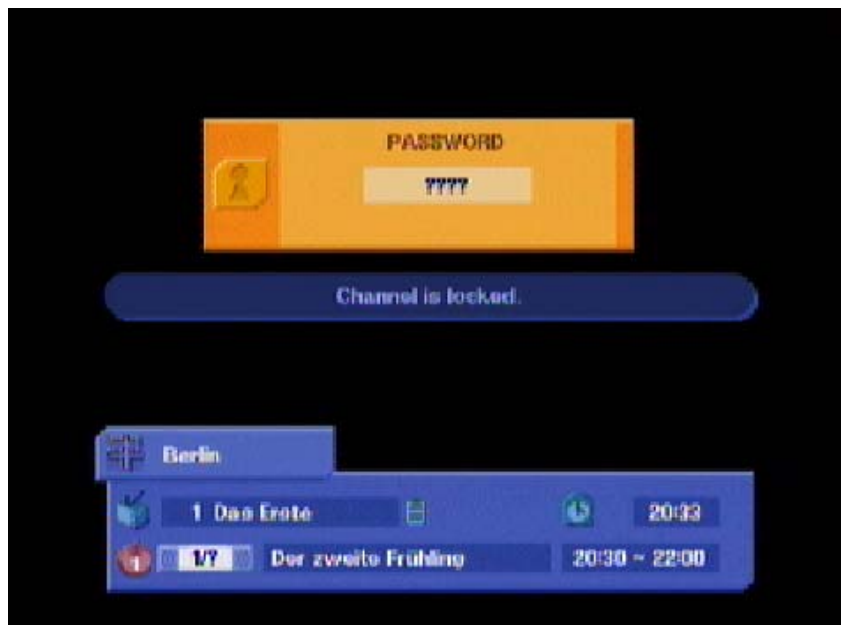 PASSWORD
????
Channel is locked.
Berlin
1 Das Erste
20:33
1/7 Der zweite Frühling 20:30 ~ 22:00